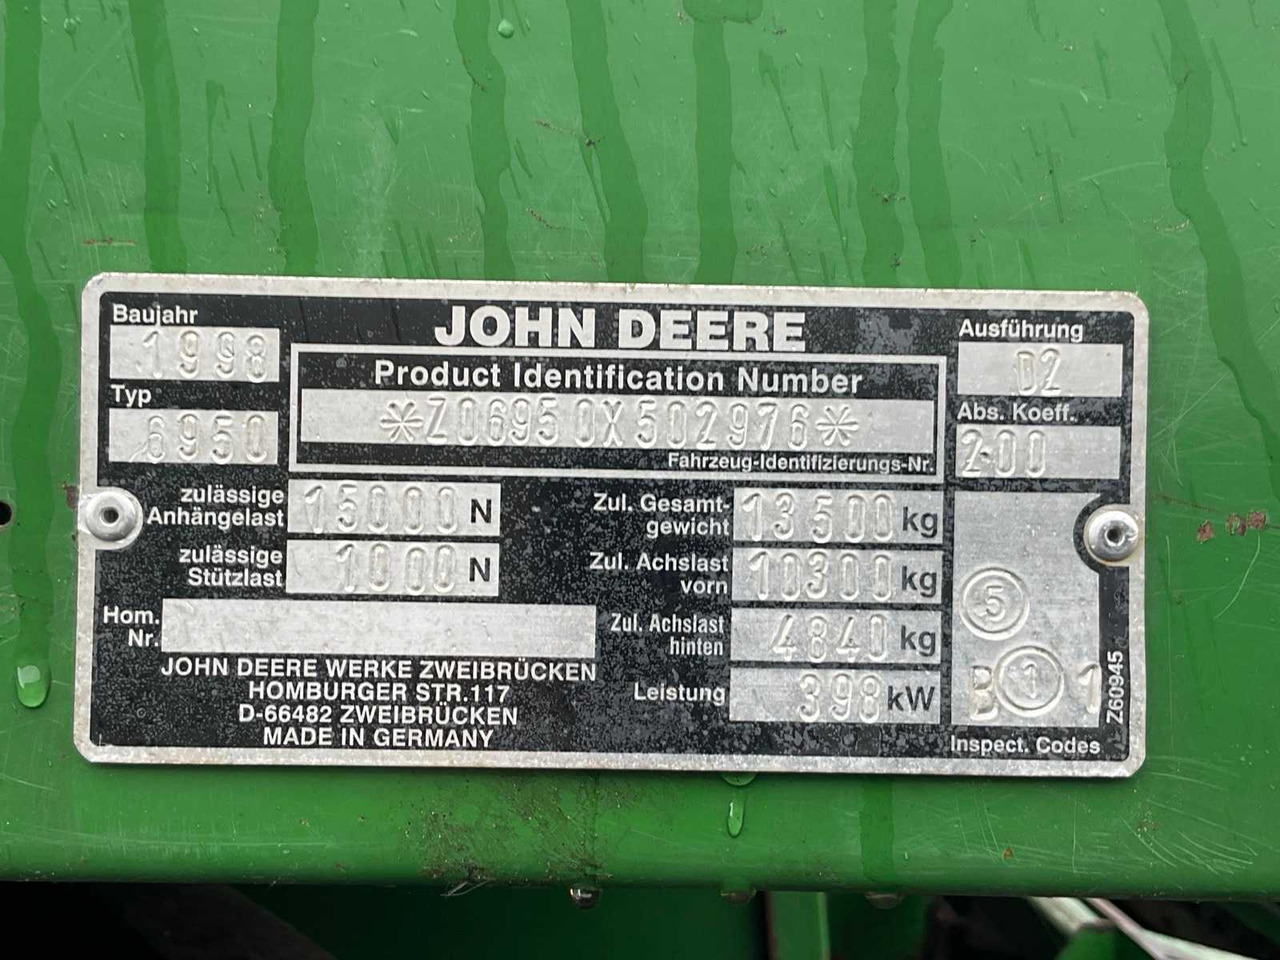 JOHN DEERE
Baujahr
1998
Typ
6950
Product Identification Number
*Z06950X502976*
Fahrzeug-Identifizierungs-Nr.
Ausführung
D2
Abs. Koeff.
2.00
zulässige
Anhängelast
15000 N
zulässige
Stützlast
1000 N
Hom.
Nr.
JOHN DEERE WERKE ZWEIBRÜCKEN
HOMBURGER STR.117
D-66482 ZWEIBRÜCKEN
MADE IN GERMANY
Zul. Gesamt-
gewicht
13500 kg
Zul. Achslast
vorn
10300 kg
Zul. Achslast
hinten
4840 kg
Leistung
398 kW
5
B 1 1
Inspect. Codes
Z60945